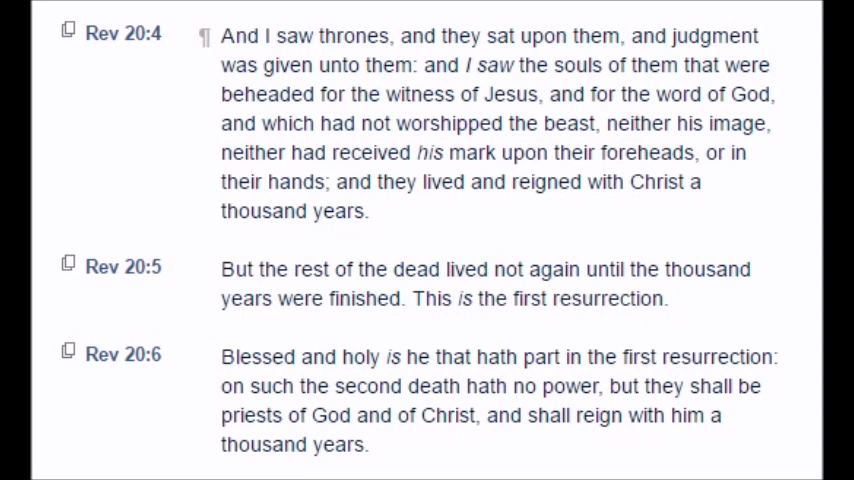 Rev 20:4 ¶ And I saw thrones, and they sat upon them, and judgment
was given unto them: and I saw the souls of them that were
beheaded for the witness of Jesus, and for the word of God,
and which had not worshipped the beast, neither his image,
neither had received his mark upon their foreheads, or in
their hands; and they lived and reigned with Christ a
thousand years.
Rev 20:5 But the rest of the dead lived not again until the thousand
years were finished. This is the first resurrection.
Rev 20:6 Blessed and holy is he that hath part in the first resurrection:
on such the second death hath no power, but they shall be
priests of God and of Christ, and shall reign with him a
thousand years.